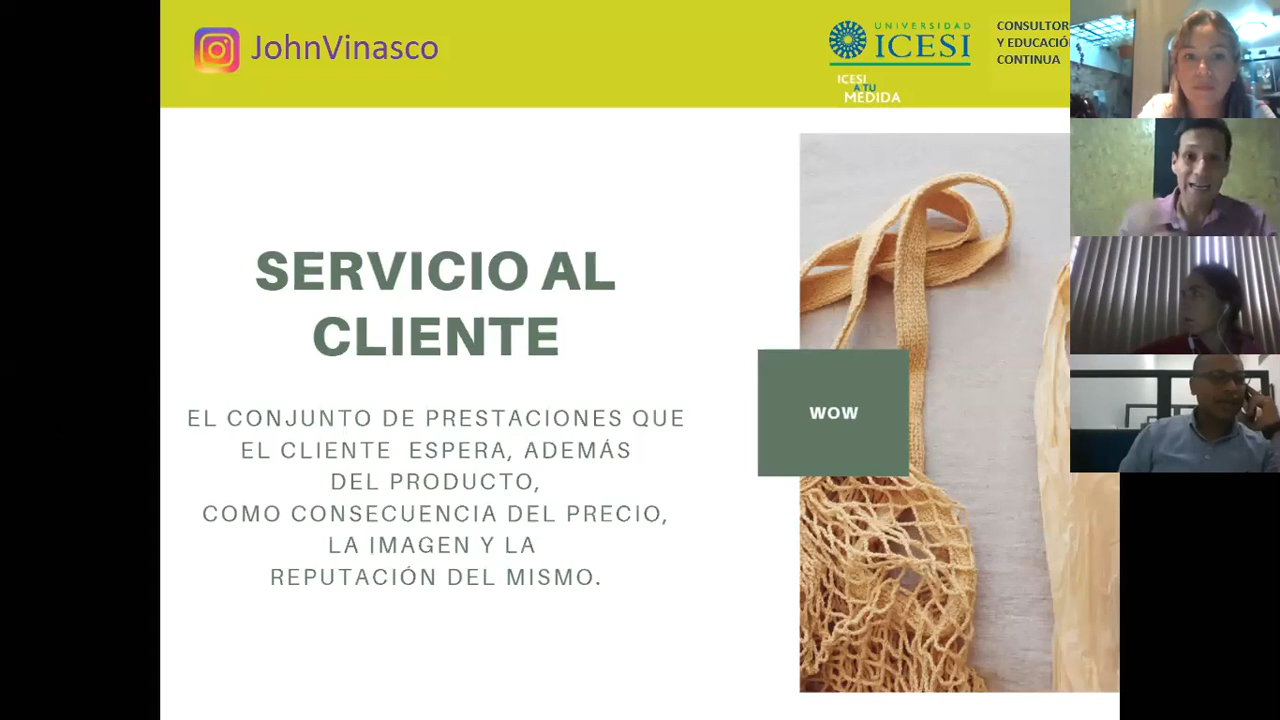 JohnVinasco
UNIVERSIDAD
ICESI
ICESI
A TU
MEDIDA
CONSULTOR
Y EDUCACIÓ
CONTINUA
SERVICIO AL
CLIENTE
EL CONJUNTO DE PRESTACIONES QUE
EL CLIENTE ESPERA, ADEMÁS
DEL PRODUCTO,
COMO CONSECUENCIA DEL PRECIO,
LA IMAGEN Y LA
REPUTACIÓN DEL MISMO.
WOW